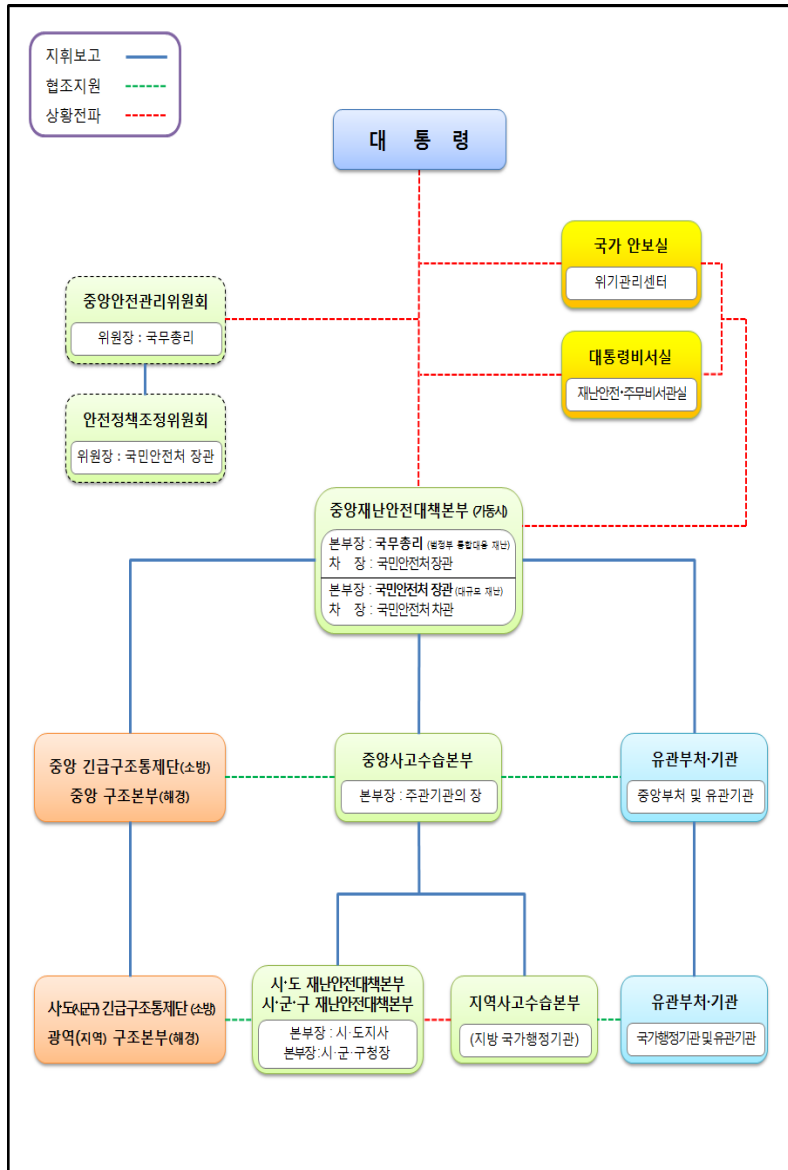 지휘보고
협조지원
상황전파
대 통 령
국가 안보실
위기관리센터
중앙안전관리위원회
위원장 : 국무총리
대통령비서실
재난안전·주무비서관실
안전정책조정위원회
위원장 : 국민안전처 장관
중앙재난안전대책본부 (가동시)
본부장 : 국무총리 (범정부 통합대응 재난)
차 장 : 국민안전처장관
본부장 : 국민안전처 장관 (대규모 재난)
차 장 : 국민안전처 차관
중앙 긴급구조통제단(소방)
중앙 구조본부(해경)
중앙사고수습본부
본부장 : 주관기관의 장
유관부처·기관
중앙부처 및 유관기관
시·도(시군구) 긴급구조통제단 (소방)
광역(지역) 구조본부(해경)
시·도 재난안전대책본부
시·군·구 재난안전대책본부
본부장 : 시·도지사
본부장:시·군·구청장
지역사고수습본부
(지방 국가행정기관)
유관부처·기관
국가행정기관 및 유관기관